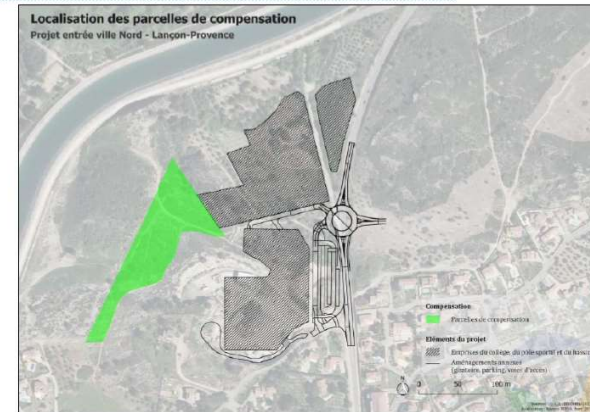 Localisation des parcelles de compensation
Projet entrée ville Nord - Lançon-Provence
Compensation
Parcelles de compensation
Eléments du projet
Emprises du collège, du pôle sportif et du bassin
Aménagements annexes
(giratoire, parking, voies d'accès)
0 50 100 m